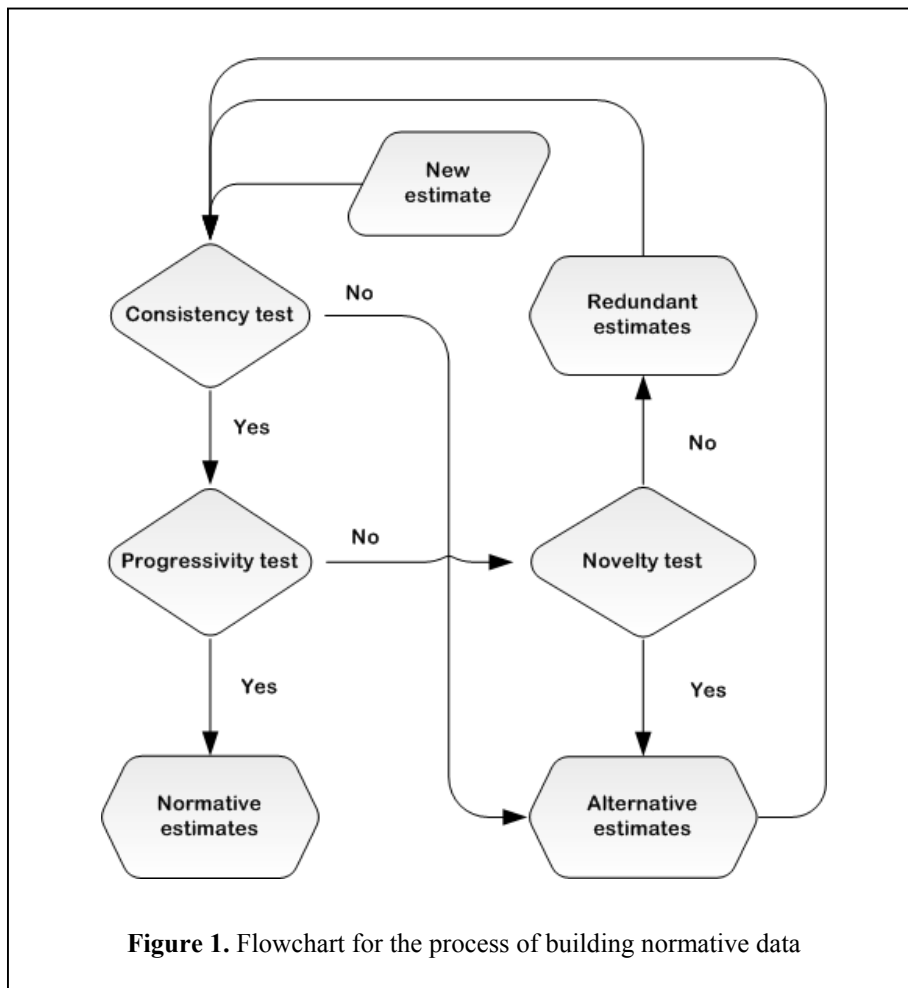 New
estimate
Consistency test
No
Redundant
estimates
Yes
No
Progressivity test
No
Novelty test
Yes
Yes
Normative
estimates
Alternative
estimates
Figure 1. Flowchart for the process of building normative data